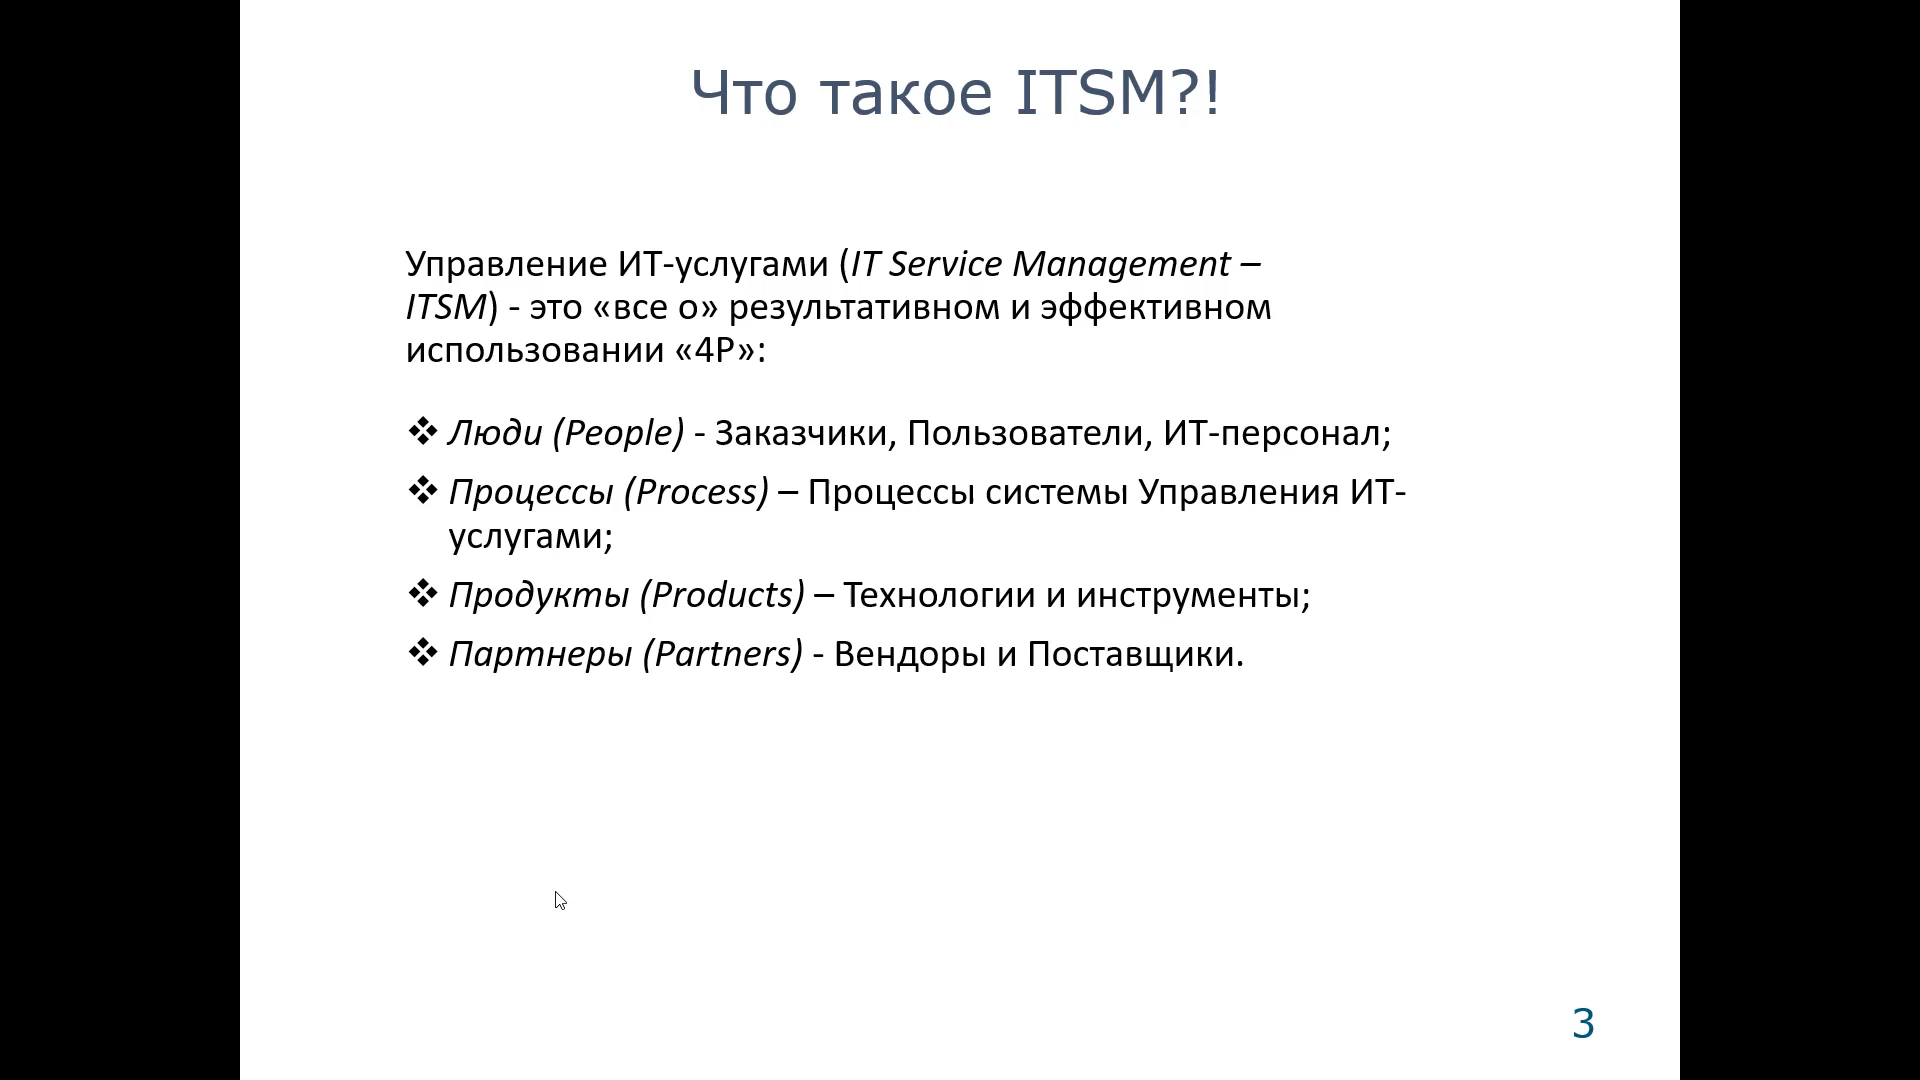 Что такое ITSM?!
Управление ИТ-услугами (IT Service Management –
ITSM) - это «все о» результативном и эффективном
использовании «4P»:
❖ Люди (People) - Заказчики, Пользователи, ИТ-персонал;
❖ Процессы (Process) – Процессы системы Управления ИТ-
услугами;
❖ Продукты (Products) – Технологии и инструменты;
❖ Партнеры (Partners) - Вендоры и Поставщики.
3